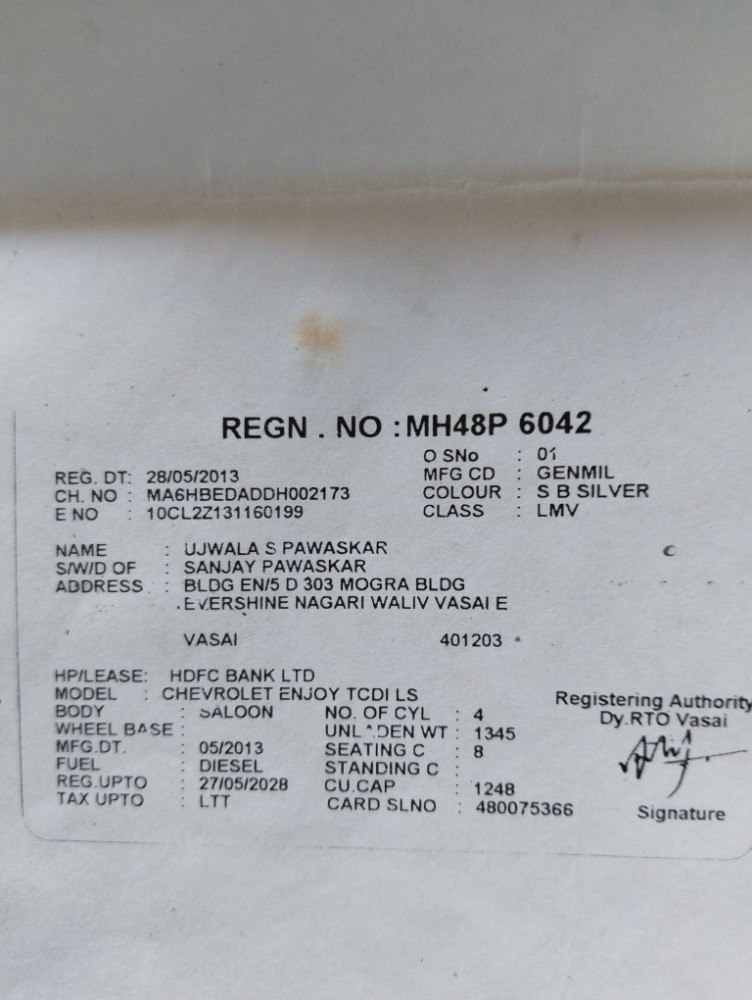 REGN . NO : MH48P 6042
O SNo : 01
REG. DT: 28/05/2013 MFG CD : GENMIL
CH. NO : MA6HBEDADDH002173 COLOUR : S B SILVER
E NO : 10CL2Z131160199 CLASS : LMV
NAME : UJWALA S PAWASKAR
S/W/D OF : SANJAY PAWASKAR
ADDRESS : BLDG EN/5 D 303 MOGRA BLDG
EVERSHINE NAGARI WALIV VASAI E
VASAI 401203
HP/LEASE: HDFC BANK LTD
MODEL : CHEVROLET ENJOY TCDI LS
BODY : SALOON NO. OF CYL : 4
WHEEL BASE : UNLADEN WT : 1345
MFG.DT. : 05/2013 SEATING C : 8
FUEL : DIESEL STANDING C :
REG.UPTO : 27/05/2028 CU.CAP : 1248
TAX UPTO : LTT CARD SLNO : 480075366
Registering Authority
Dy.RTO Vasai
Signature